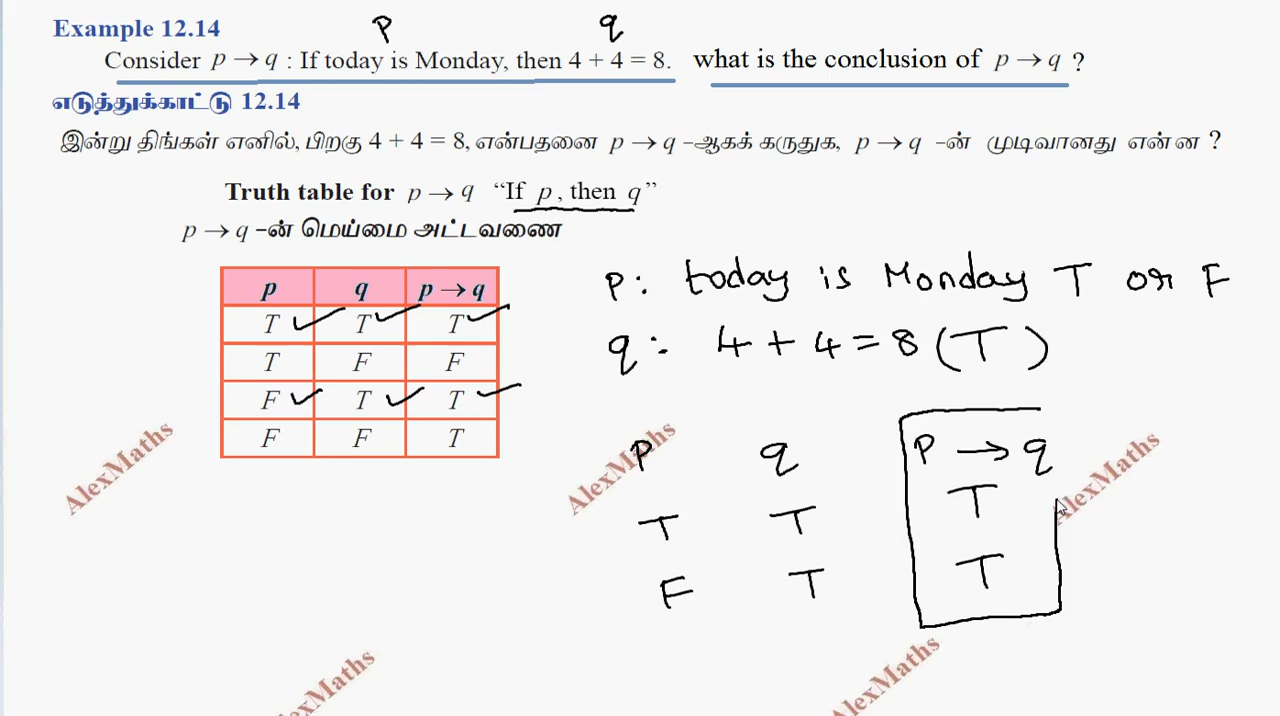 Example 12.14
p q
Consider p → q : If today is Monday, then 4 + 4 = 8. what is the conclusion of p → q ?
எடுத்துக்காட்டு 12.14
இன்று திங்கள் எனில், பிறகு 4 + 4 = 8, என்பதனை p → q -ஆகக் கருதுக, p → q -ன் முடிவானது என்ன ?
Truth table for p → q “If p, then q”
p → q -ன் மெய்மை அட்டவணை
p q p → q
T T T
T F F
F T T
F F T
p: today is Monday T or F
q: 4 + 4 = 8 (T)
p q p → q
T T T
F T T
AlexMaths
AlexMaths
AlexMaths
AlexMaths
AlexMaths